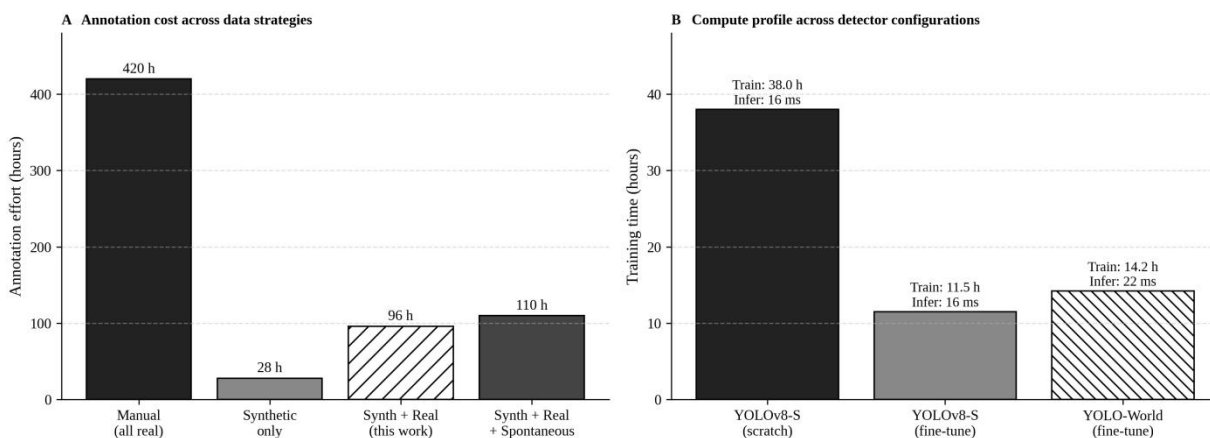 A Annotation cost across data strategies
Annotation effort (hours)
400
300
200
100
0
420 h
28 h
96 h
110 h
Manual
(all real)
Synthetic
only
Synth + Real
(this work)
Synth + Real
+ Spontaneous
B Compute profile across detector configurations
Training time (hours)
40
30
20
10
0
Train: 38.0 h
Infer: 16 ms
Train: 11.5 h
Infer: 16 ms
Train: 14.2 h
Infer: 22 ms
YOLOv8-S
(scratch)
YOLOv8-S
(fine-tune)
YOLO-World
(fine-tune)